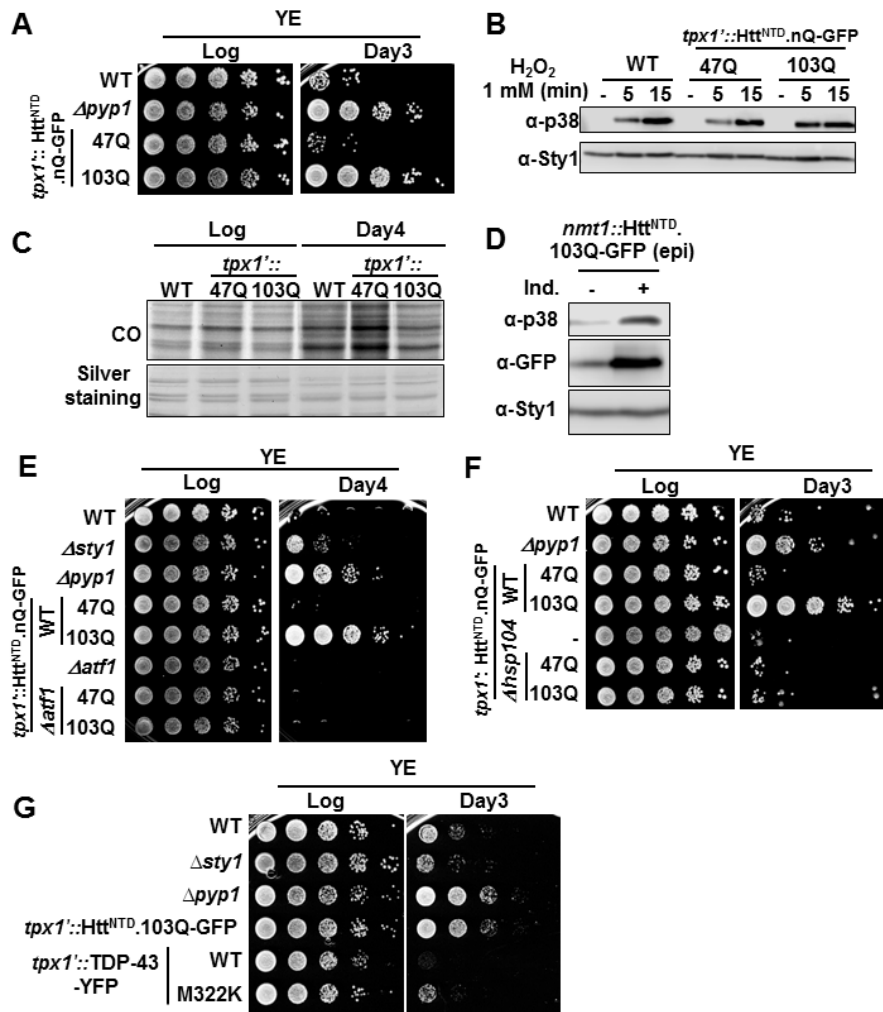 A
YE
Log Day3
WT
Δpyp1
47Q
103Q
tpx1'::HttNTD
.nQ-GFP
B
tpx1'::HttNTD.nQ-GFP
H2O2 WT 47Q 103Q
1 mM (min) - 5 15 - 5 15 - 5 15
α-p38
α-Sty1
C
Log Day4
tpx1':: tpx1'::
WT 47Q 103Q WT 47Q 103Q
CO
Silver
staining
D
nmt1::HttNTD.
103Q-GFP (epi)
Ind. - +
α-p38
α-GFP
α-Sty1
E
YE
Log Day4
WT
Δsty1
Δpyp1
47Q
WT
103Q
Δatf1
47Q
Δatf1
103Q
tpx1'::HttNTD.nQ-GFP
F
YE
Log Day3
WT
Δpyp1
47Q
WT
103Q
-
47Q
Δhsp104
103Q
tpx1': HttNTD.nQ-GFP
G
YE
Log Day3
WT
Δsty1
Δpyp1
tpx1'::HttNTD.103Q-GFP
tpx1'::TDP-43 WT
-YFP M322K